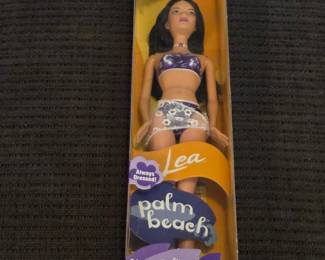 Lea
Always
Dressed!
palm
beach